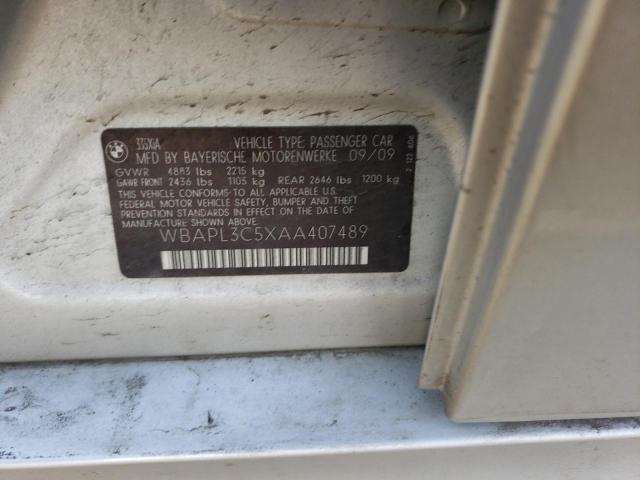 BMW
335XIA VEHICLE TYPE: PASSENGER CAR
MFD BY BAYERISCHE MOTORENWERKE 09/09
GVWR 4883 lbs 2215 kg
GAWR FRONT 2436 lbs 1105 kg REAR 2646 lbs 1200 kg
THIS VEHICLE CONFORMS TO ALL APPLICABLE U.S.
FEDERAL MOTOR VEHICLE SAFETY, BUMPER AND THEFT
PREVENTION STANDARDS IN EFFECT ON THE DATE OF
MANUFACTURE SHOWN ABOVE.
WBAPL3C5XAA407489